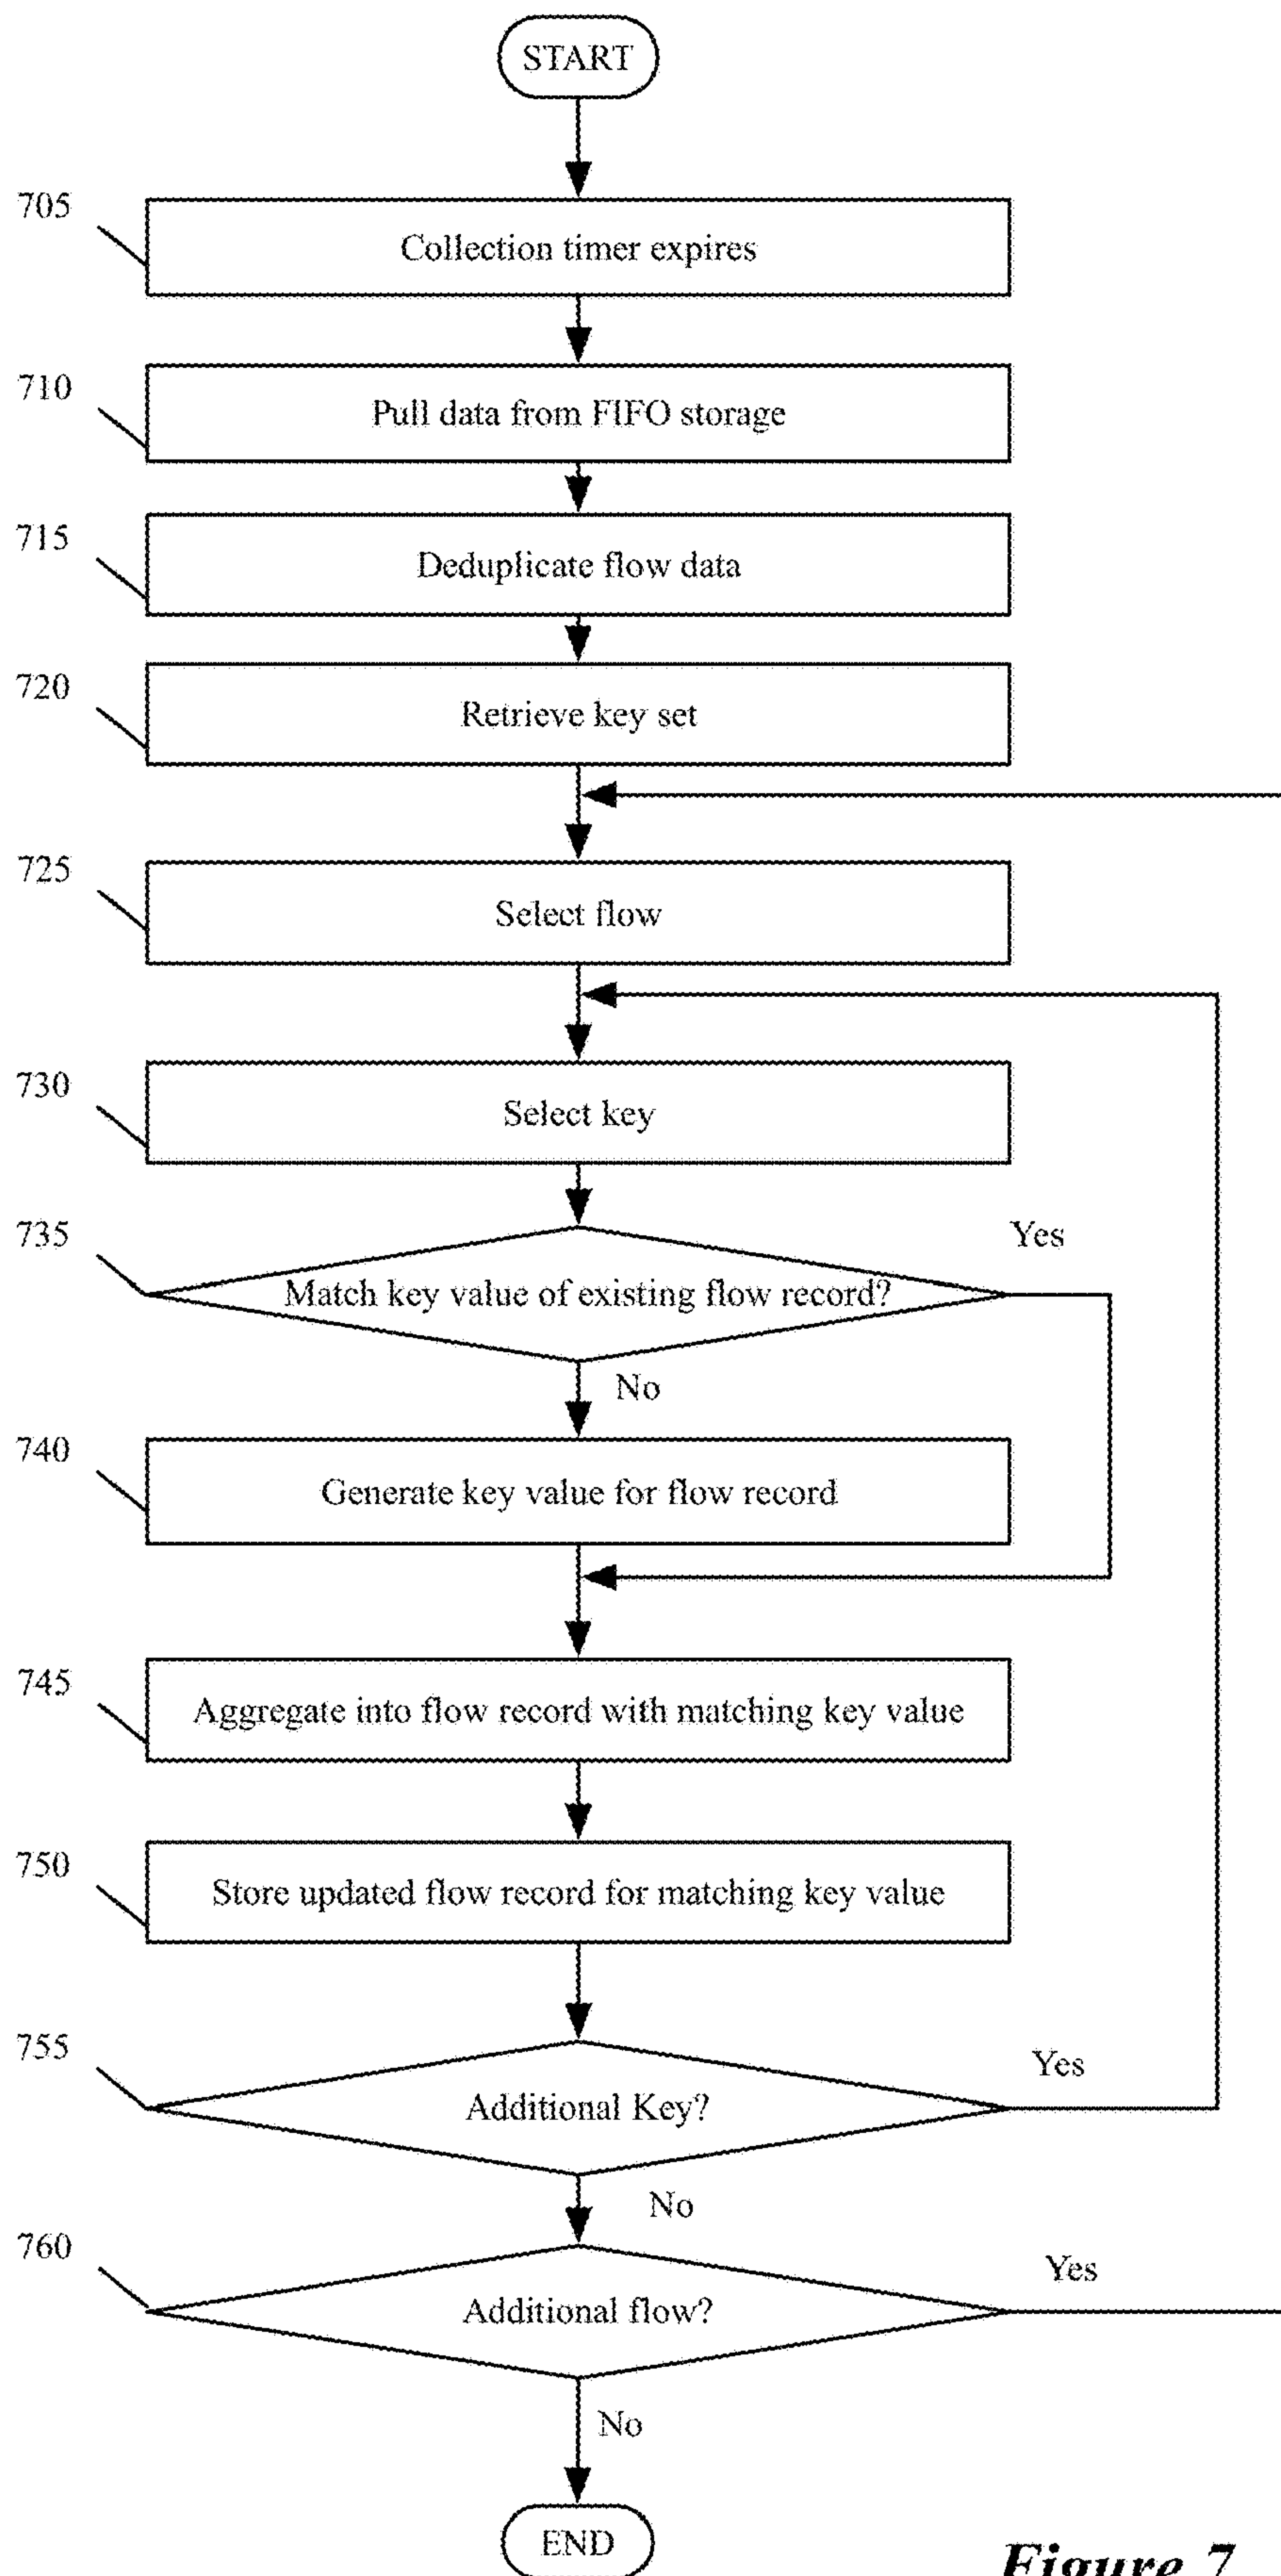 START
705
Collection timer expires
710
Pull data from FIFO storage
715
Deduplicate flow data
720
Retrieve key set
725
Select flow
730
Select key
735
Yes
Match key value of existing flow record?
No
740
Generate key value for flow record
745
Aggregate into flow record with matching key value
750
Store updated flow record for matching key value
755
Yes
Additional Key?
No
760
Yes
Additional flow?
No
END
Figure 7